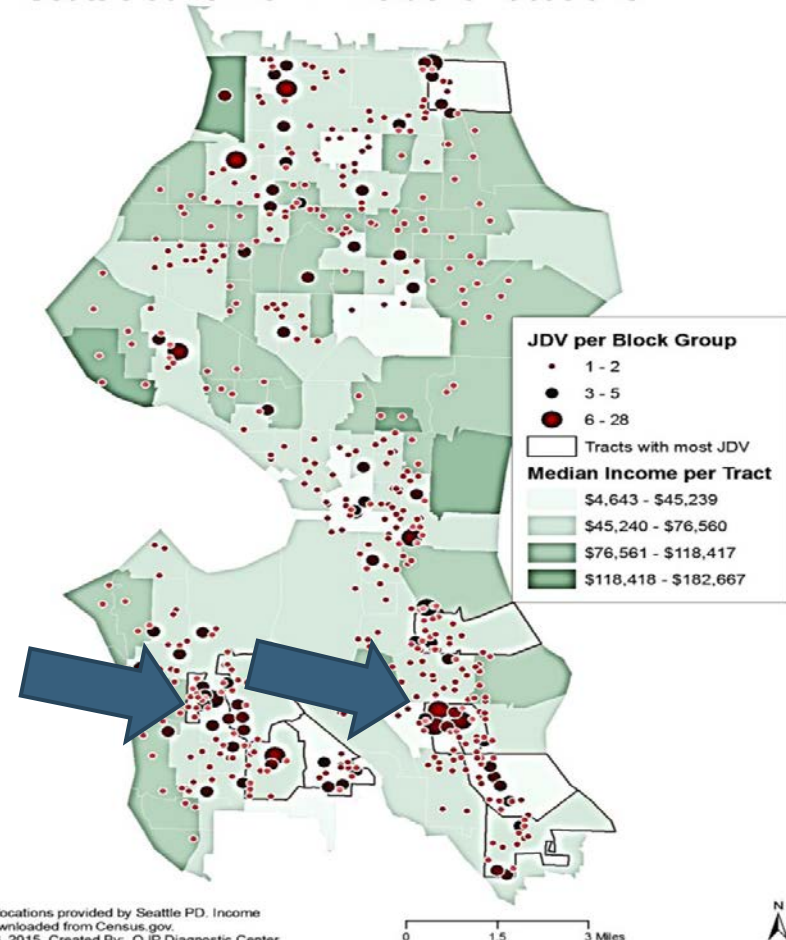 JDV per Block Group
1 - 2
3 - 5
6 - 28
Tracts with most JDV
Median Income per Tract
$4,643 - $45,239
$45,240 - $76,560
$76,561 - $118,417
$118,418 - $182,667
ocations provided by Seattle PD. Income
wnloaded from Census.gov.
2015. Created By: OJP Diagnostic Center
0 1.5 3 Miles
N